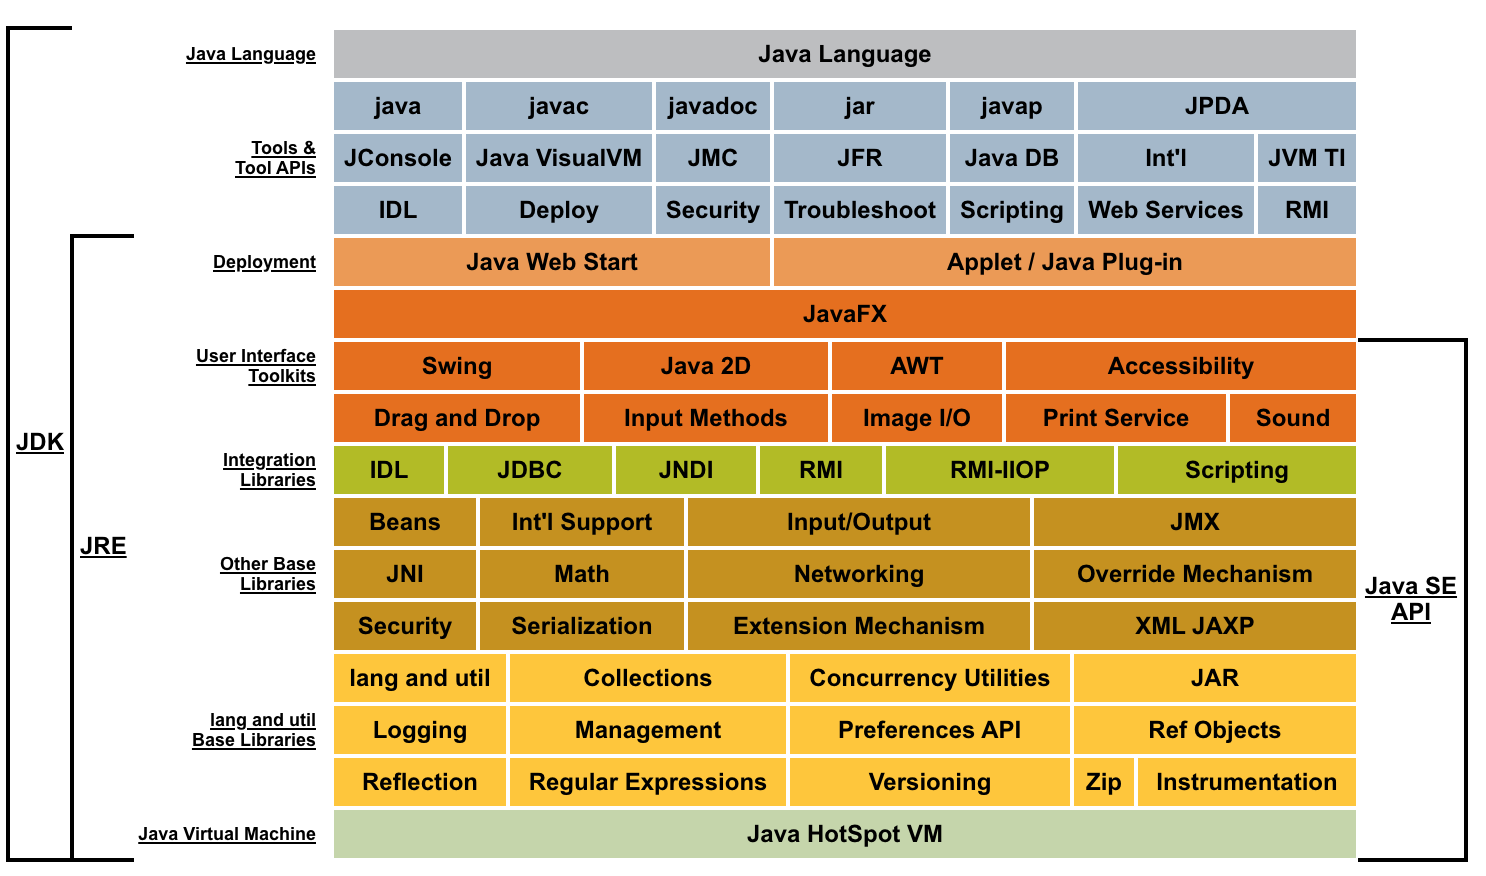 Java Language
Java Language
java javac javadoc jar javap JPDA
Tools &
Tool APIs
JConsole Java VisualVM JMC JFR Java DB Int'l JVM TI
IDL Deploy Security Troubleshoot Scripting Web Services RMI
Deployment
Java Web Start Applet / Java Plug-in
JavaFX
User Interface
Toolkits
Swing Java 2D AWT Accessibility
Drag and Drop Input Methods Image I/O Print Service Sound
JDK
Integration
Libraries
IDL JDBC JNDI RMI RMI-IIOP Scripting
Beans Int'l Support Input/Output JMX
JRE
Other Base
Libraries
JNI Math Networking Override Mechanism
Java SE
API
Security Serialization Extension Mechanism XML JAXP
lang and util Collections Concurrency Utilities JAR
lang and util
Base Libraries
Logging Management Preferences API Ref Objects
Reflection Regular Expressions Versioning Zip Instrumentation
Java Virtual Machine
Java HotSpot VM